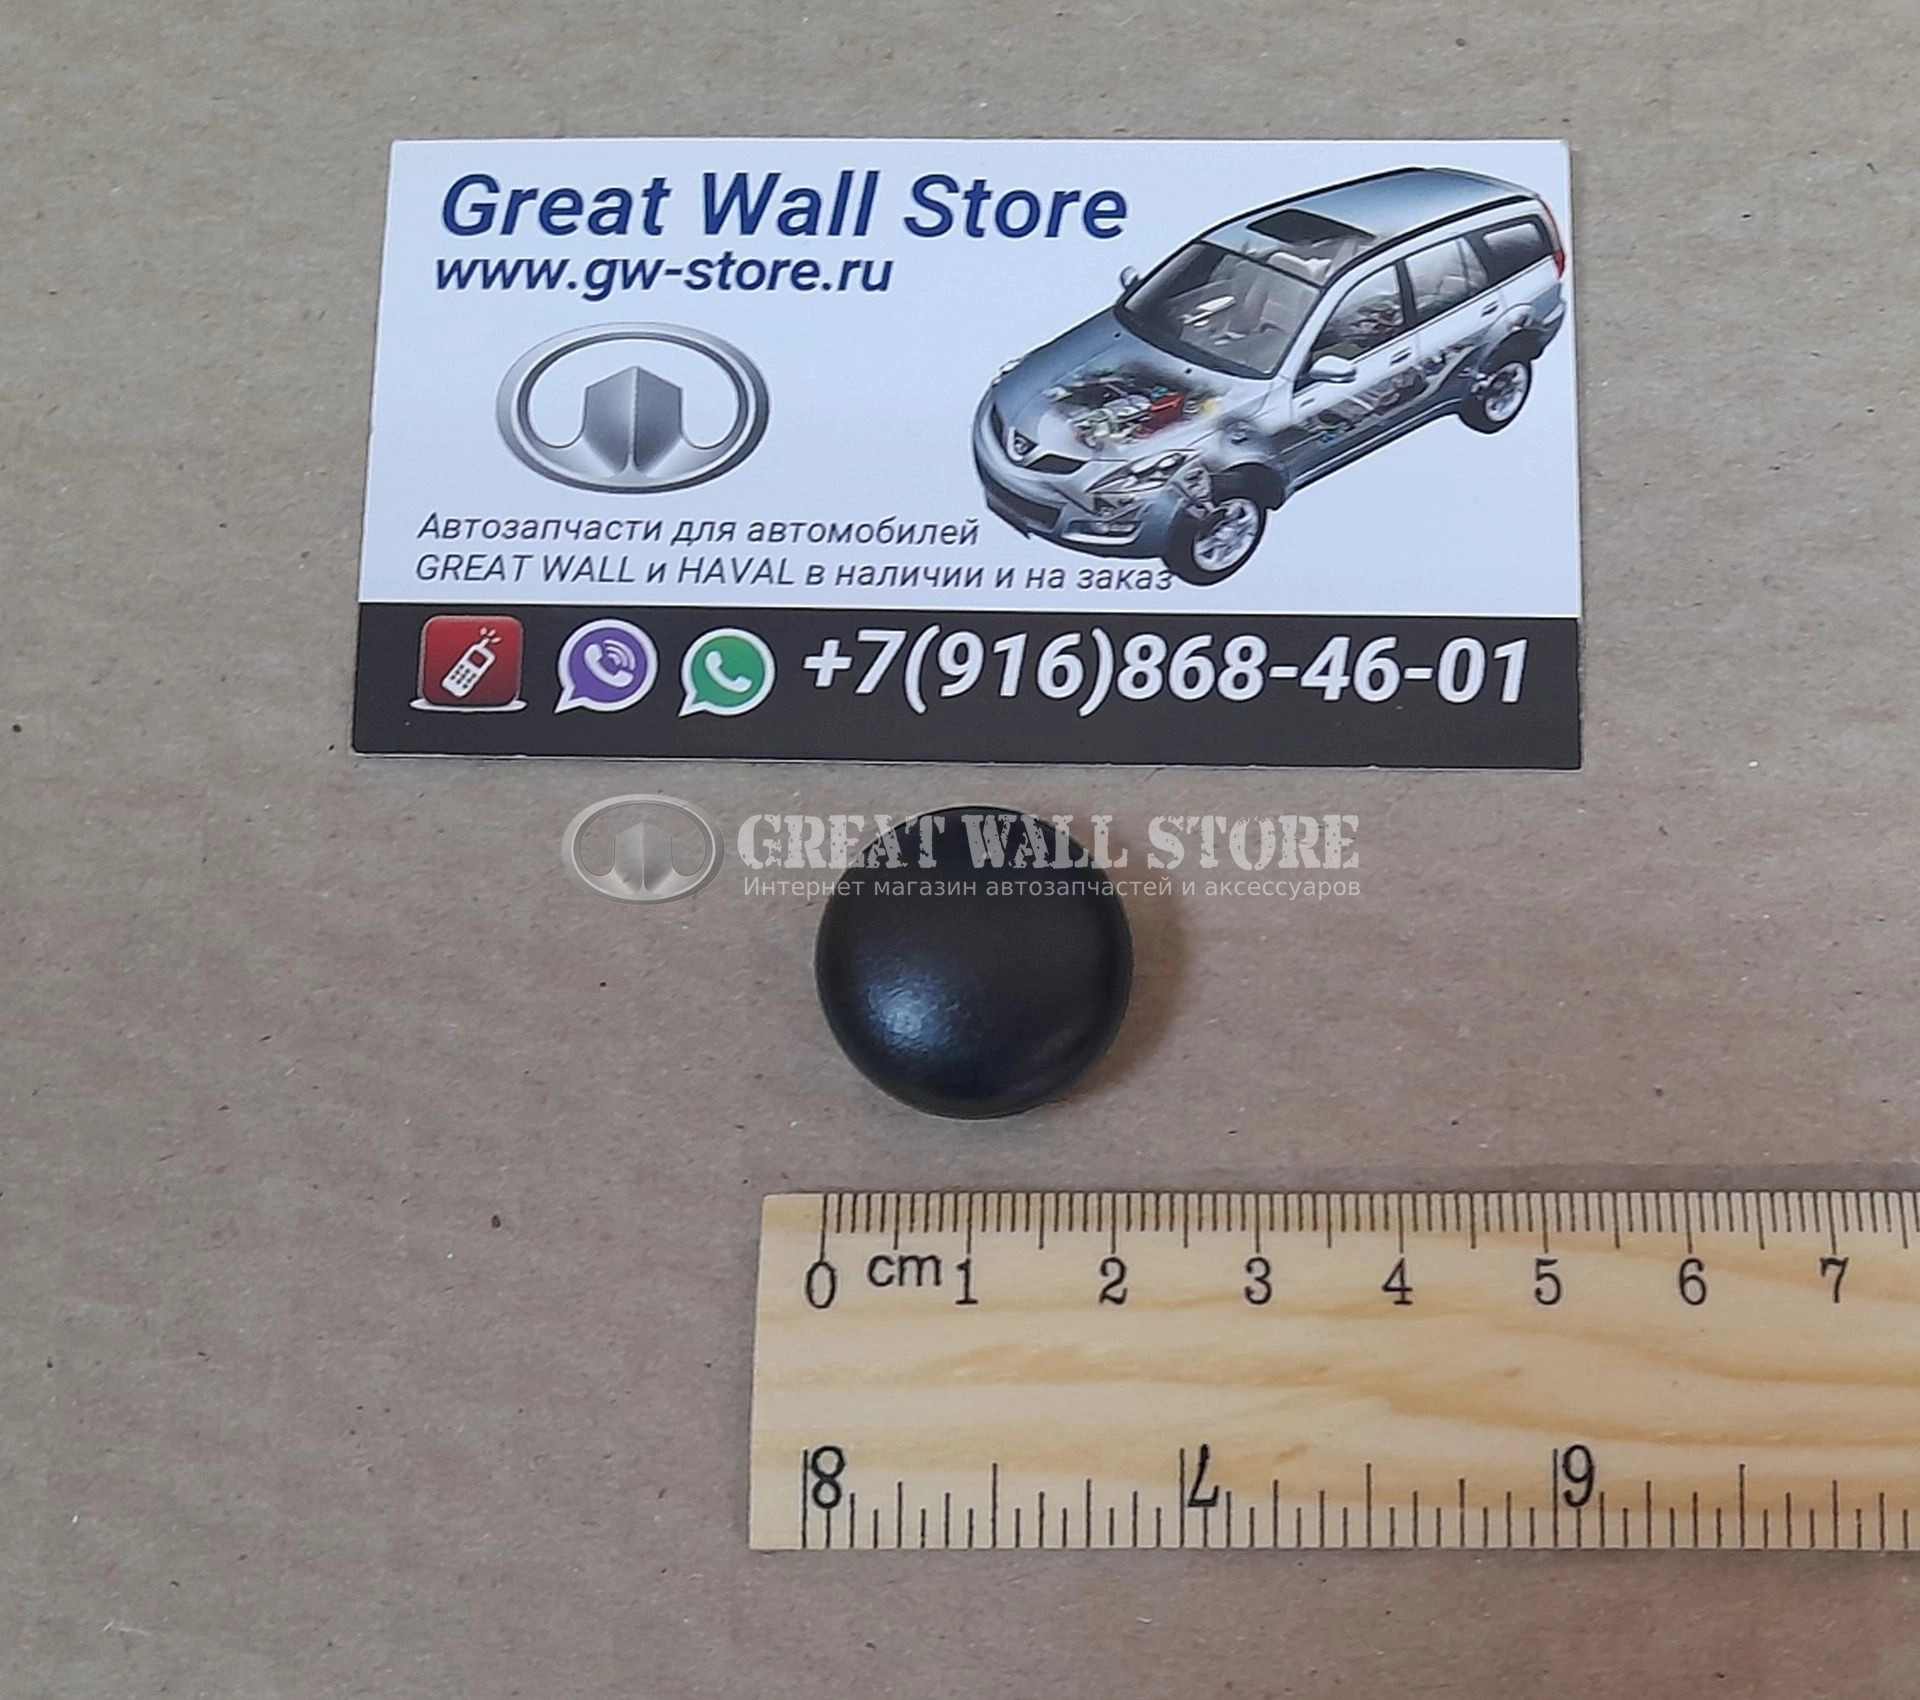 Great Wall Store
www.gw-store.ru
Автозапчасти для автомобилей
GREAT WALL и HAVAL в наличии и на заказ
+7(916)868-46-01
GREAT WALL STORE
Интернет магазин автозапчастей и аксессуаров
0 cm 1 2 3 4 5 6 7
8 7 6